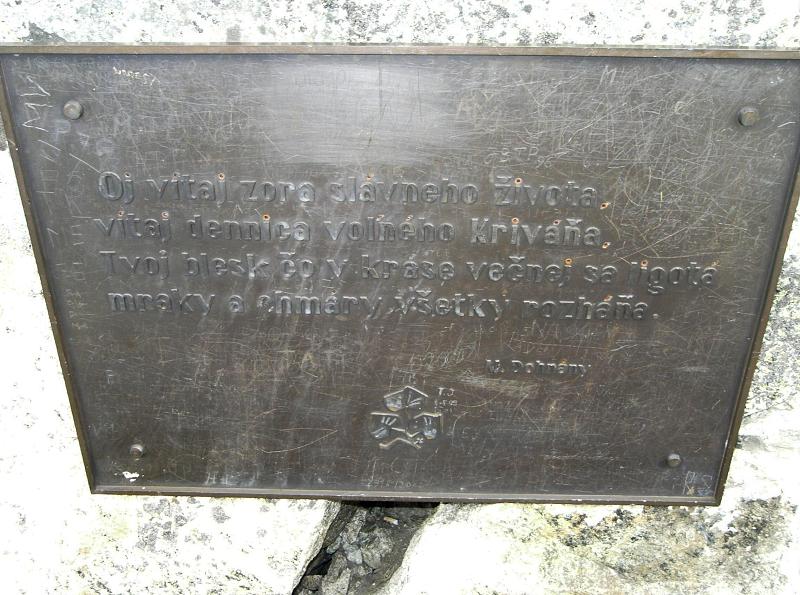 Oj vitaj zora slávneho života,
vitaj dennica voľného Kriváňa,
Tvoj blesk čo v kráse večnej sa ligota
mraky a chmáry všetky rozháňa.
M. Dohnány